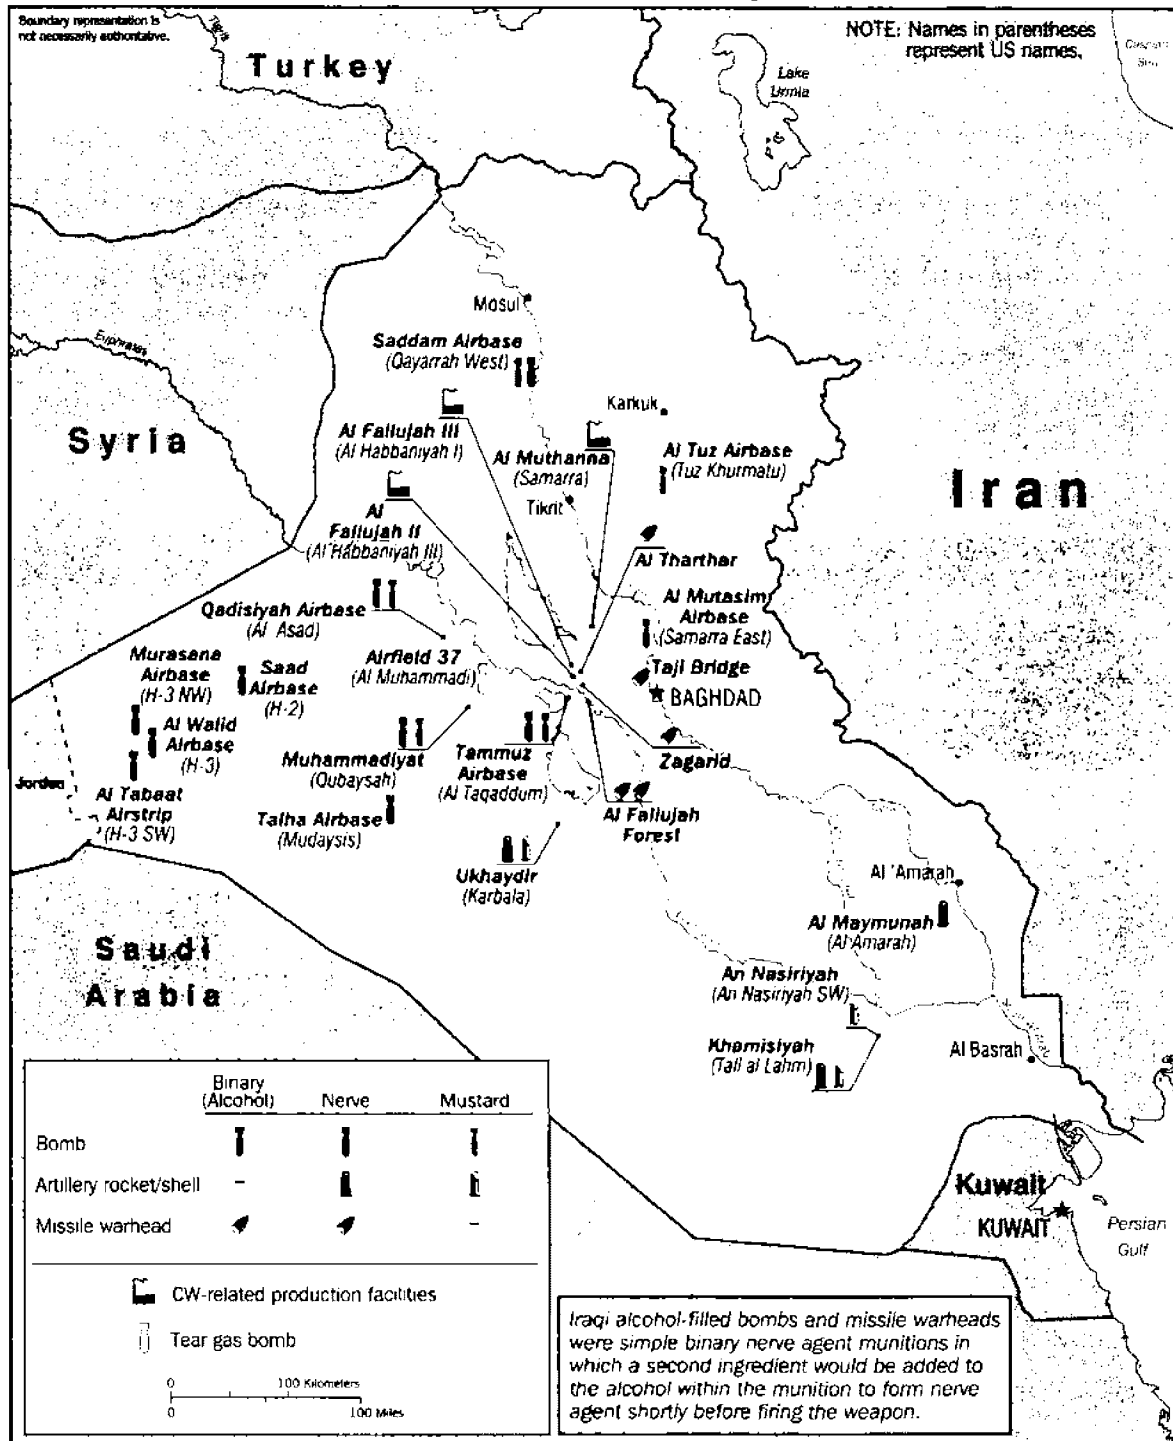 Boundary representation is
not necessarily authoritative.
Tigris
Turkey
NOTE: Names in parentheses
represent US names.
Caspian
Sea
Lake
Urmia
Mosul
Euphrates
Saddam Airbase
(Qayarrah West)
Karkuk
Syria
Al Fallujah III
(Al Habbaniyah I)
Al Muthanna
(Samarra)
Al Tuz Airbase
(Tuz Khurmatu)
Iran
Tikrit
Al
Fallujah II
(Al Habbaniyah III)
Al Tharthar
Qadisiyah Airbase
(Al Asad)
Al Mutasim
Airbase
(Samarra East)
Murasana
Airbase
(H-3 NW)
Saad
Airbase
(H-2)
Airfield 37
(Al Muhammadi)
Taji Bridge
BAGHDAD
Al Walid
Airbase
(H-3)
Muhammadiyat
(Qubaysah)
Tammuz
Airbase
(Al Taqaddum)
Zagarid
Jordan
Al Tabaat
Airstrip
(H-3 SW)
Talha Airbase
(Mudaysis)
Al Fallujah
Forest
Ukhaydir
(Karbala)
Al 'Amarah
Al Maymunah
(Al Amarah)
Saudi
Arabia
An Nasiriyah
(An Nasiriyah SW)
Khamisiyah
(Tall al Lahm)
Al Basrah
Binary
(Alcohol) Nerve Mustard
Bomb
Artillery rocket/shell -
Missile warhead -
CW-related production facilities
Tear gas bomb
0 100 Kilometers
0 100 Miles
Kuwait
KUWAIT
Persian
Gulf
Iraqi alcohol-filled bombs and missile warheads
were simple binary nerve agent munitions in
which a second ingredient would be added to
the alcohol within the munition to form nerve
agent shortly before firing the weapon.